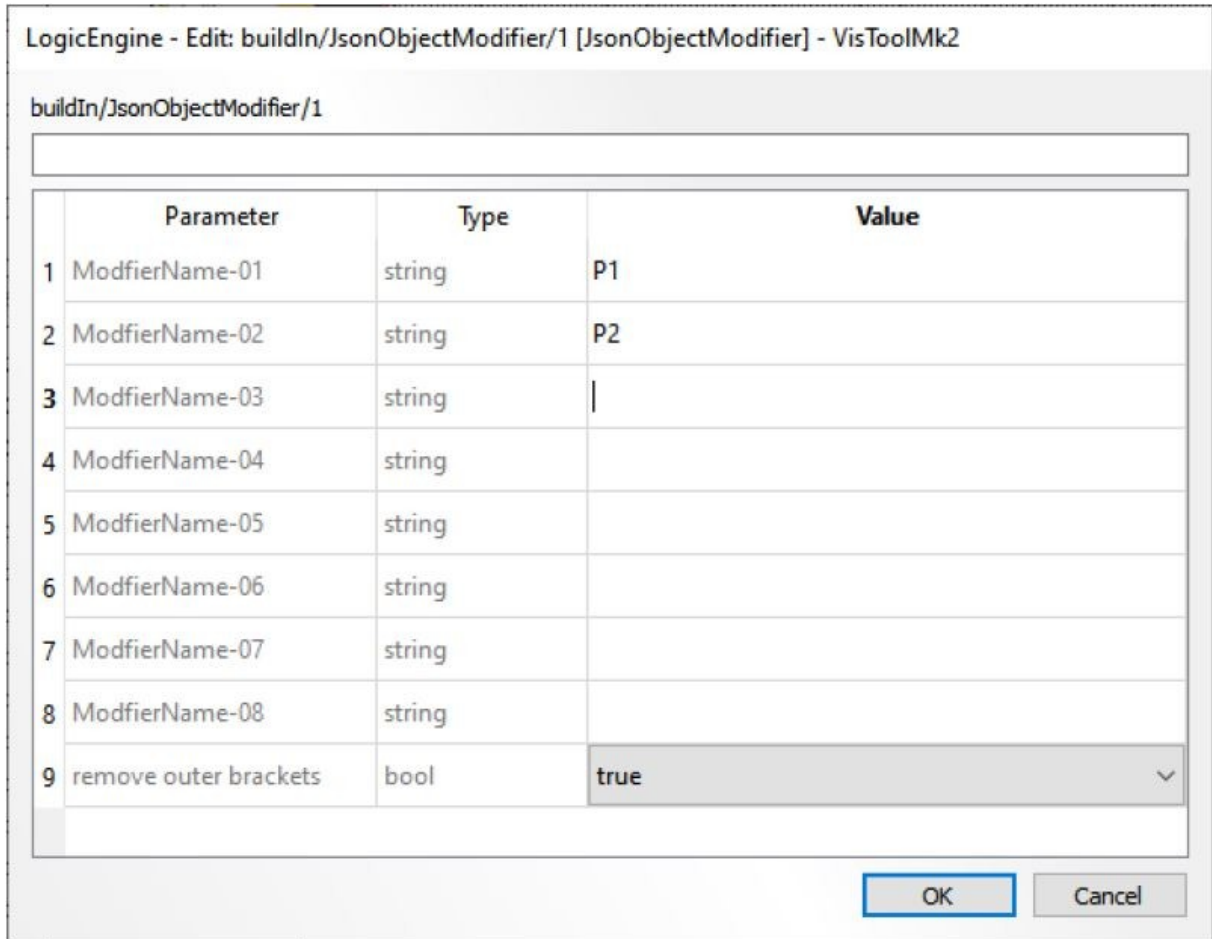 LogicEngine - Edit: buildIn/JsonObjectModifier/1 [JsonObjectModifier] - VisToolMk2
buildIn/JsonObjectModifier/1
Parameter Type Value
1 ModfierName-01 string P1
2 ModfierName-02 string P2
3 ModfierName-03 string
4 ModfierName-04 string
5 ModfierName-05 string
6 ModfierName-06 string
7 ModfierName-07 string
8 ModfierName-08 string
9 remove outer brackets bool true
OK Cancel